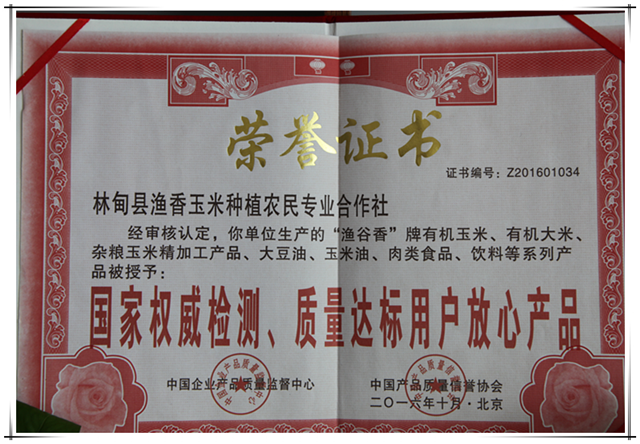 荣誉证书
证书编号：Z201601034
林甸县渔香玉米种植农民专业合作社
经审核认定，你单位生产的“渔谷香”牌有机玉米、有机大米、
杂粮玉米精加工产品、大豆油、玉米油、肉类食品、饮料等系列产
品被授予：
国家权威检测、质量达标用户放心产品
中国企业产品质量监督中心
中国产品质量信誉协会
二〇一六年十月·北京